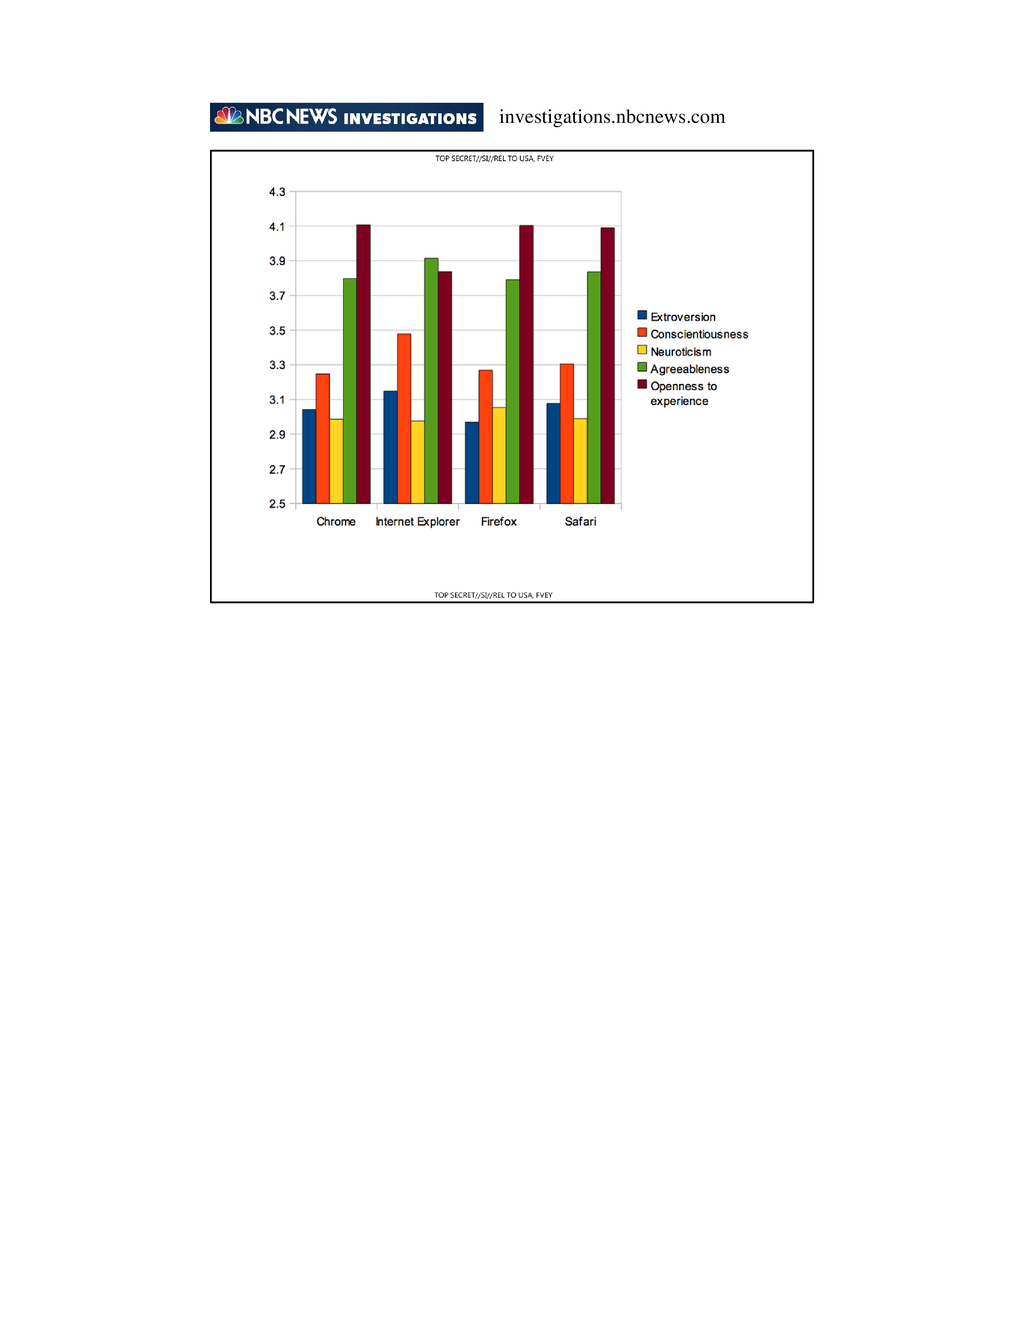 NBC NEWS INVESTIGATIONS investigations.nbcnews.com
TOP SECRET//SI//REL TO USA, FVEY
4.3
4.1
3.9
3.7
3.5
3.3
3.1
2.9
2.7
2.5
Chrome Internet Explorer Firefox Safari
Extroversion
Conscientiousness
Neuroticism
Agreeableness
Openness to
experience
TOP SECRET//SI//REL TO USA, FVEY